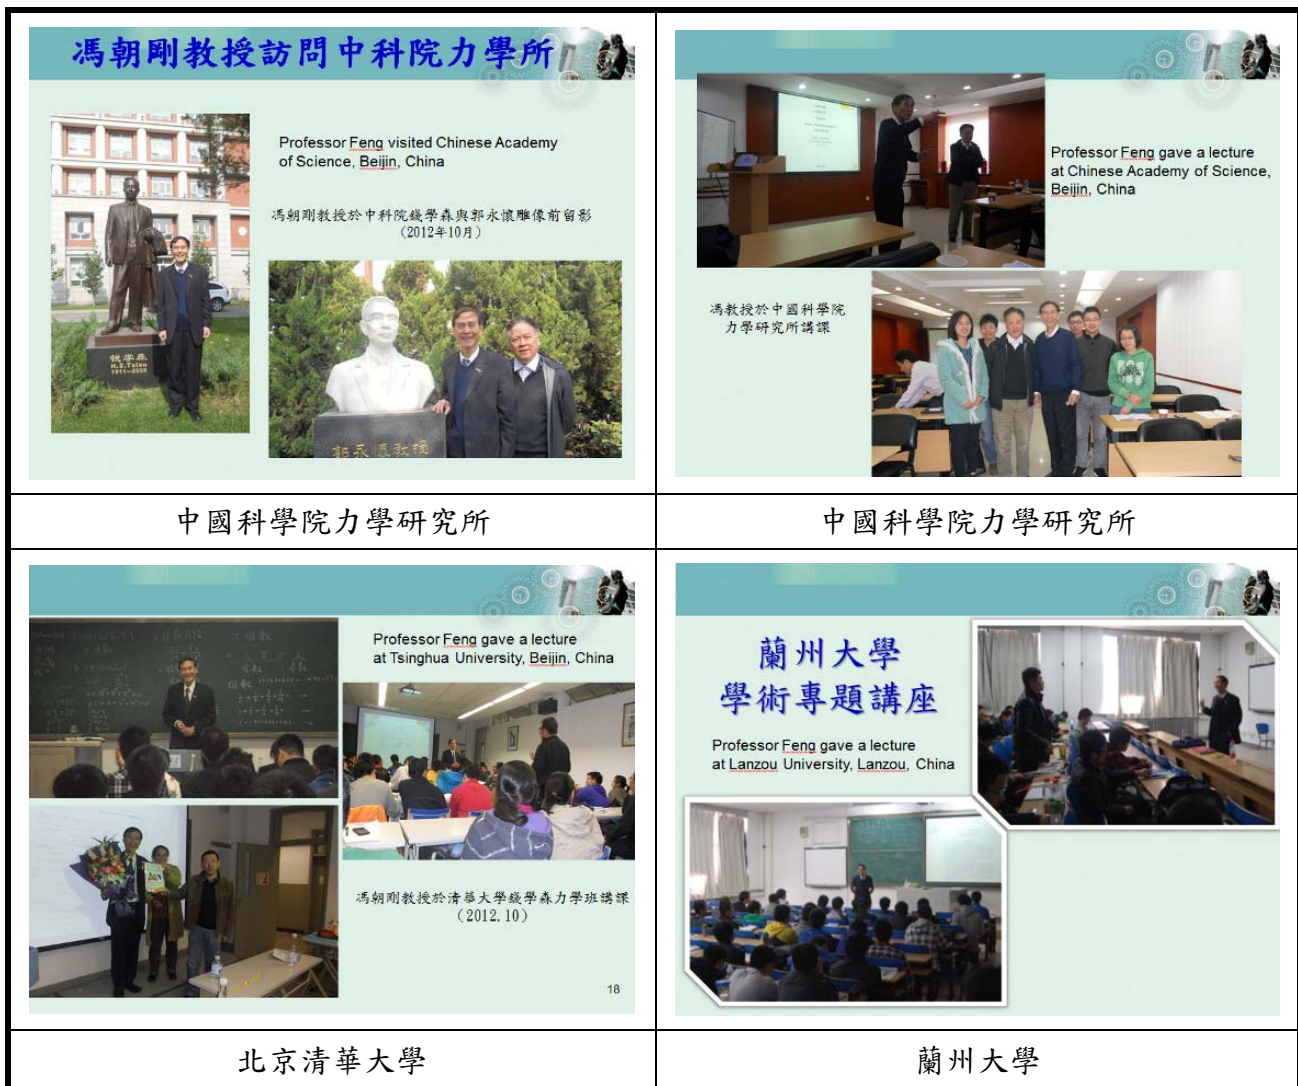 馮朝剛教授訪問中科院力學所
Professor Feng visited Chinese Academy
of Science, Beijin, China
馮朝剛教授於中科院錢學森與郭永懷雕像前留影
(2012年10月)
钱学森
H.S.Tsien
1911—2009
郭永懷教授
Professor Feng gave a lecture
at Chinese Academy of Science,
Beijin, China
馮教授於中國科學院
力學研究所講課
中國科學院力學研究所
中國科學院力學研究所
Professor Feng gave a lecture
at Tsinghua University, Beijin, China
馮朝剛教授於清華大學錢學森力學班講課
(2012.10)
18
蘭州大學
學術專題講座
Professor Feng gave a lecture
at Lanzou University, Lanzou, China
北京清華大學
蘭州大學